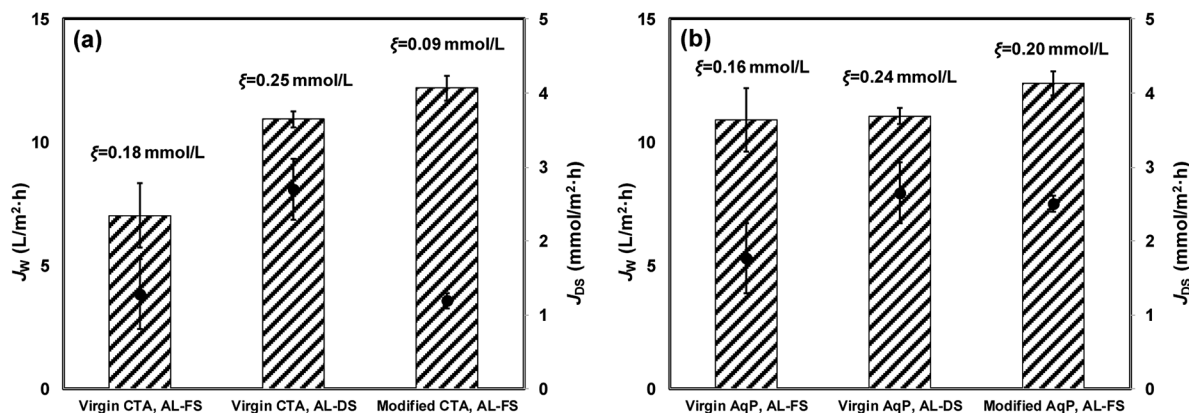 (a)
ξ=0.18 mmol/L
ξ=0.25 mmol/L
ξ=0.09 mmol/L
15
10
5
0
J_W (L/m²·h)
5
4
3
2
1
0
J_DS (mmol/m²·h)
Virgin CTA, AL-FS
Virgin CTA, AL-DS
Modified CTA, AL-FS
(b)
ξ=0.16 mmol/L
ξ=0.24 mmol/L
ξ=0.20 mmol/L
15
10
5
0
J_W (L/m²·h)
5
4
3
2
1
0
J_DS (mmol/m²·h)
Virgin AqP, AL-FS
Virgin AqP, AL-DS
Modified AqP, AL-FS